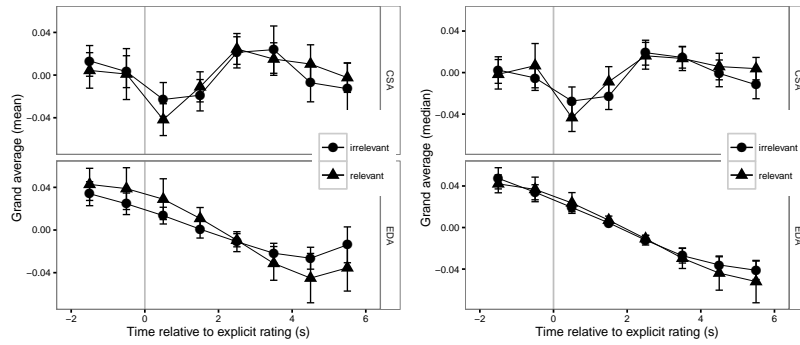 0.04
0.00
−0.04
CSA
irrelevant
relevant
0.04
0.00
−0.04
EDA
Grand average (mean)
−2
0
2
4
6
Time relative to explicit rating (s)
0.04
0.00
−0.04
CSA
irrelevant
relevant
0.04
0.00
−0.04
EDA
Grand average (median)
−2
0
2
4
6
Time relative to explicit rating (s)